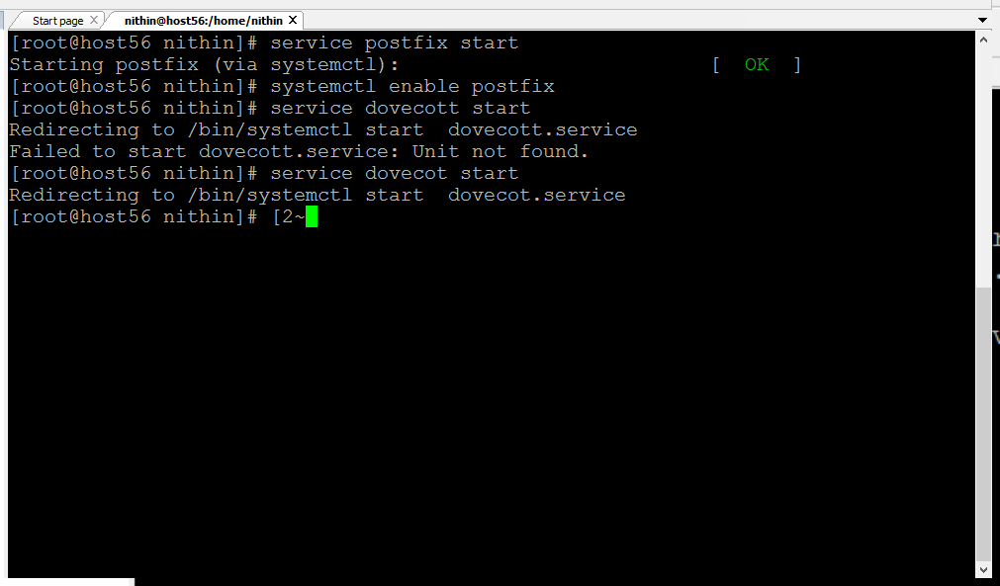 Start page
nithin@host56:/home/nithin
[root@host56 nithin]# service postfix start
Starting postfix (via systemctl): [ OK ]
[root@host56 nithin]# systemctl enable postfix
[root@host56 nithin]# service dovecott start
Redirecting to /bin/systemctl start dovecott.service
Failed to start dovecott.service: Unit not found.
[root@host56 nithin]# service dovecot start
Redirecting to /bin/systemctl start dovecot.service
[root@host56 nithin]# [2~